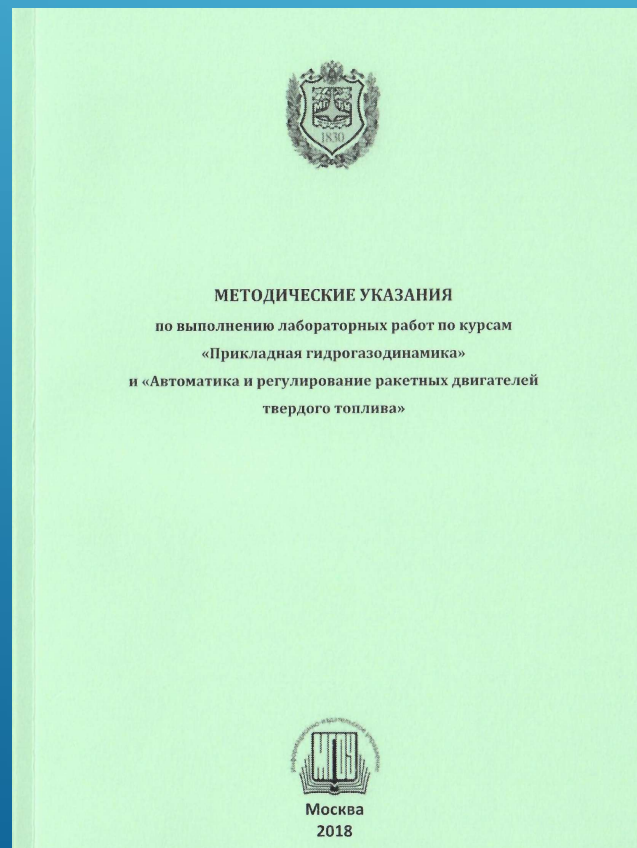 1830
МЕТОДИЧЕСКИЕ УКАЗАНИЯ
по выполнению лабораторных работ по курсам
«Прикладная гидрогазодинамика»
и «Автоматика и регулирование ракетных двигателей
твердого топлива»
Москва
2018